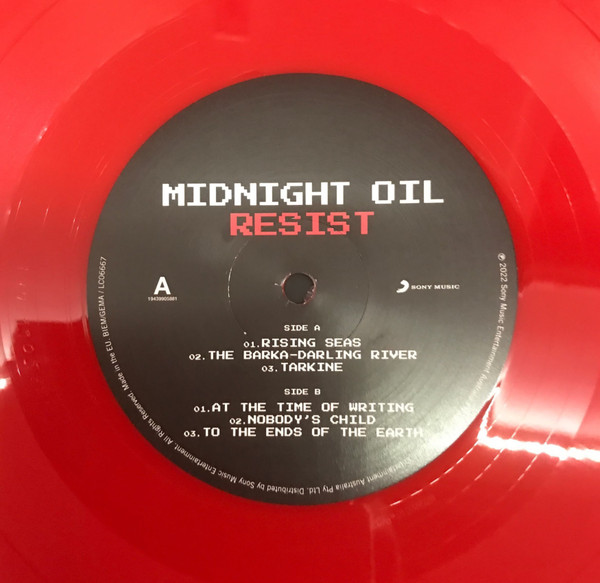 MIDNIGHT OIL
RESIST
A
19439905881
SONY MUSIC
SIDE A
01.RISING SEAS
02.THE BARKA-DARLING RIVER
03.TARKINE
SIDE B
01.AT THE TIME OF WRITING
02.NOBODY'S CHILD
03.TO THE ENDS OF THE EARTH
℗ 2022 Sony Music Entertainment Australia Pty Ltd. Distributed by Sony Music Entertainment. All Rights Reserved. Made in the EU. BIEM/GEMA / LC06667